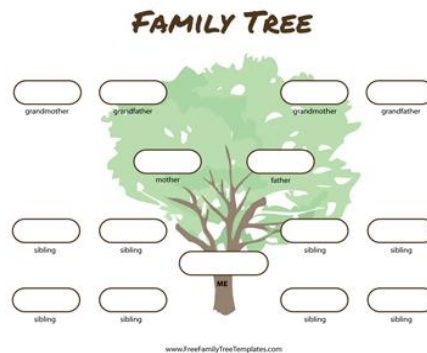 FAMILY TREE
grandmother grandfather grandmother grandfather
mother father
sibling sibling sibling sibling
ME
sibling sibling sibling sibling
www.FreeFamilyTreeTemplates.com